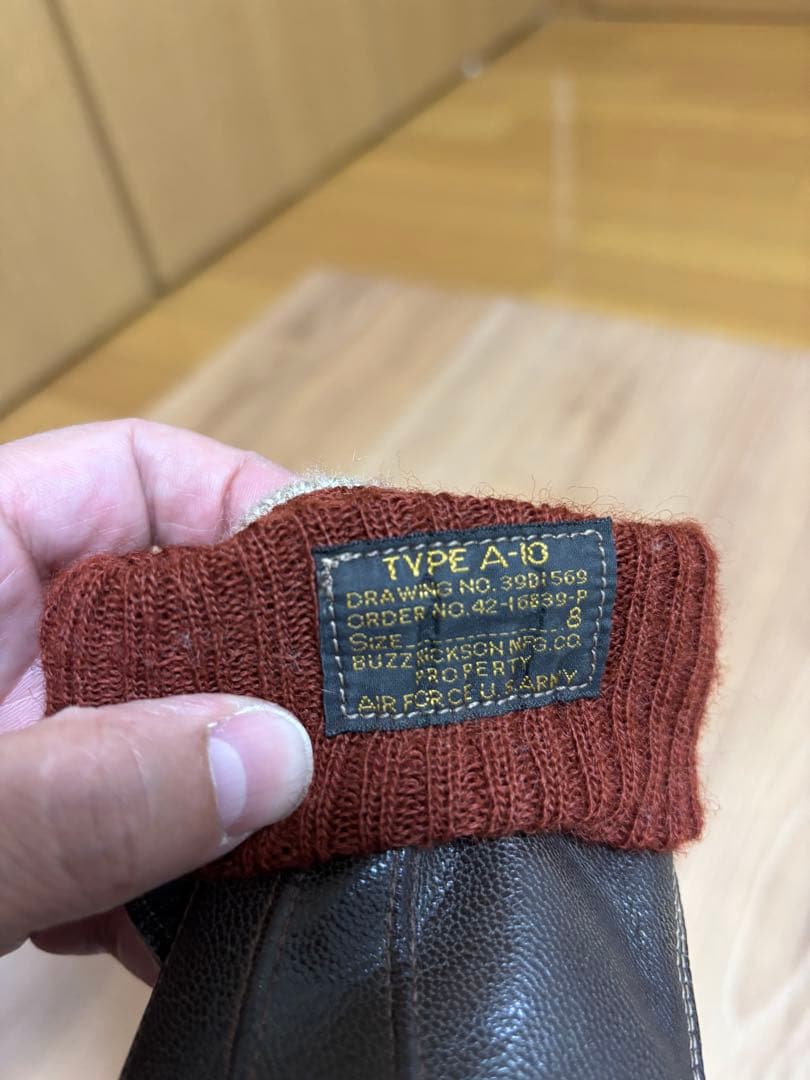 TYPE A-10
DRAWING NO. 39D1569
ORDER NO. 42-16839-P
SIZE 8
BUZZ RICKSON MFG. CO
PROPERTY
AIR FORCE U.S. ARMY